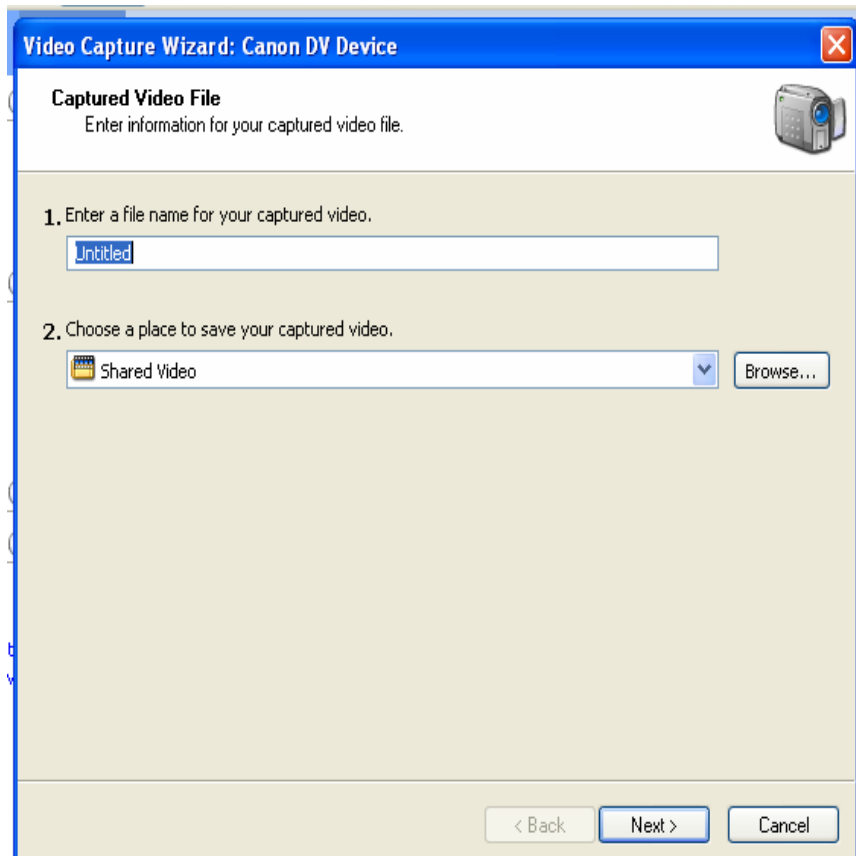 Video Capture Wizard: Canon DV Device
Captured Video File
Enter information for your captured video file.
1. Enter a file name for your captured video.
Untitled
2. Choose a place to save your captured video.
Shared Video
Browse...
< Back
Next >
Cancel